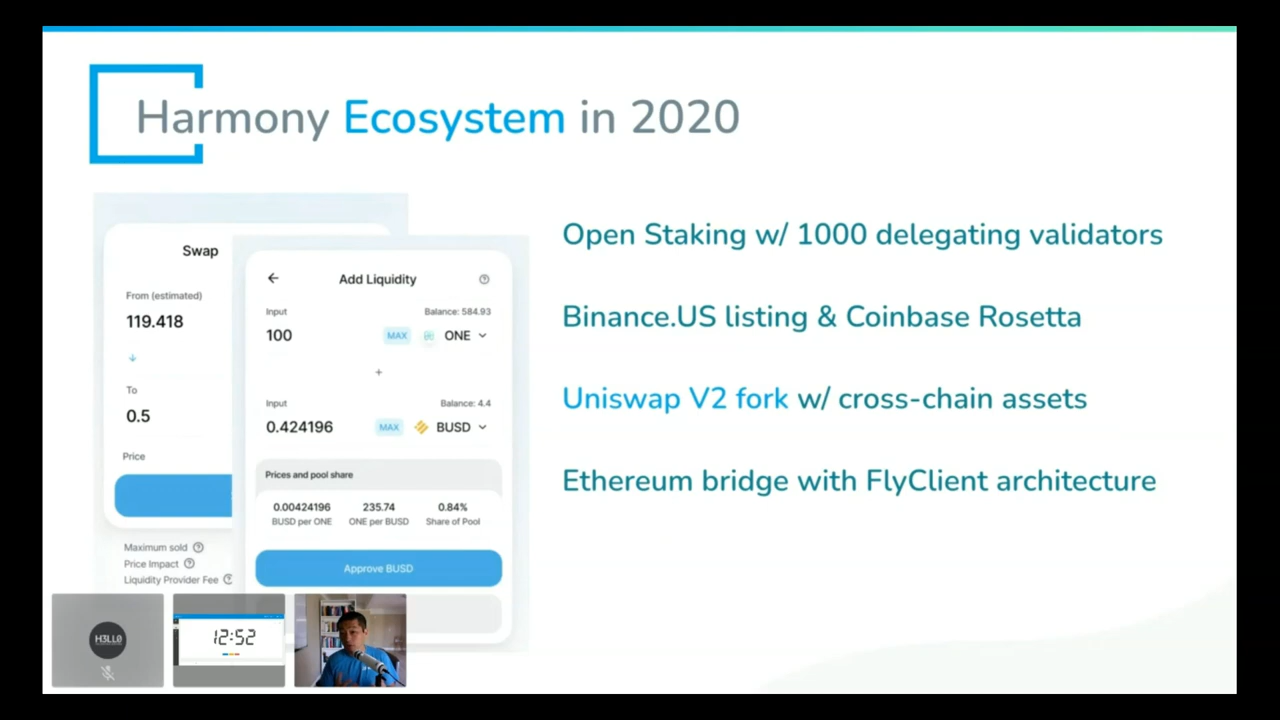 Harmony Ecosystem in 2020
Open Staking w/ 1000 delegating validators
Binance.US listing & Coinbase Rosetta
Uniswap V2 fork w/ cross-chain assets
Ethereum bridge with FlyClient architecture
Swap
From (estimated)
119.418
To
0.5
Price
Maximum sold
Price Impact
Liquidity Provider Fee
Add Liquidity
Input Balance: 584.93
100 MAX ONE
+
Input Balance: 4.4
0.424196 MAX BUSD
Prices and pool share
0.00424196 235.74 0.84%
BUSD per ONE ONE per BUSD Share of Pool
Approve BUSD
H3LL0
12:52